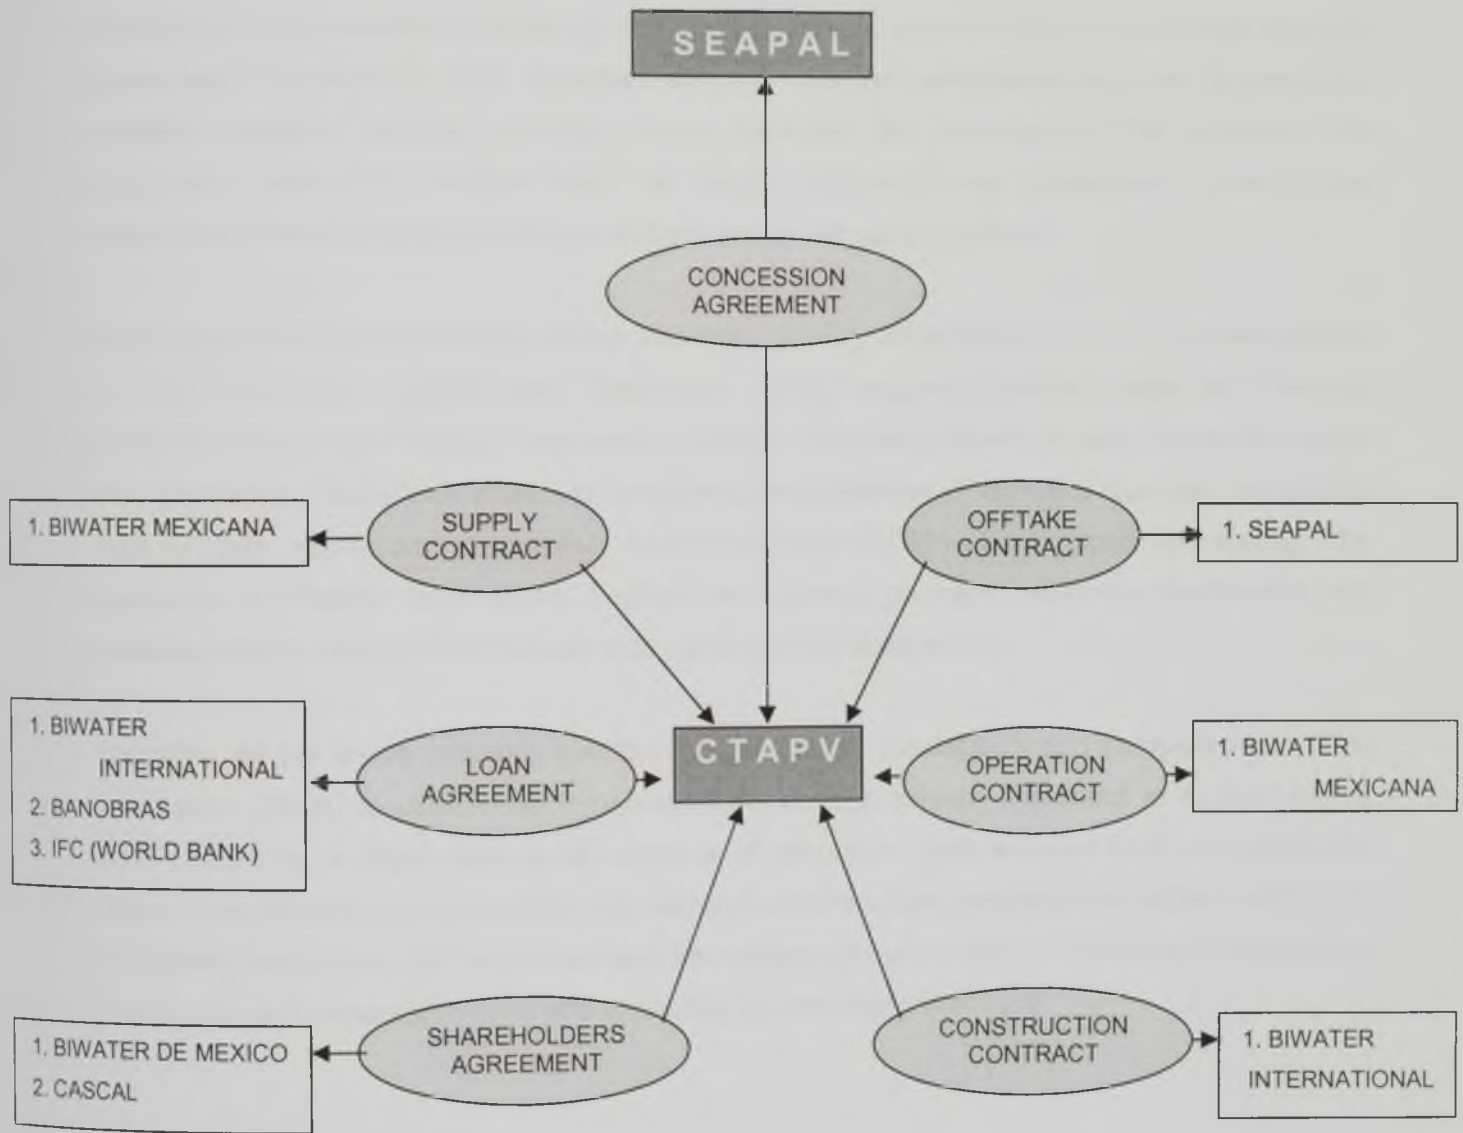 SEAPAL
CONCESSION
AGREEMENT
1. BIWATER MEXICANA
SUPPLY
CONTRACT
OFFTAKE
CONTRACT
1. SEAPAL
1. BIWATER
INTERNATIONAL
2. BANOBRAS
3. IFC (WORLD BANK)
LOAN
AGREEMENT
CTAPV
OPERATION
CONTRACT
1. BIWATER
MEXICANA
1. BIWATER DE MEXICO
2. CASCAL
SHAREHOLDERS
AGREEMENT
CONSTRUCTION
CONTRACT
1. BIWATER
INTERNATIONAL